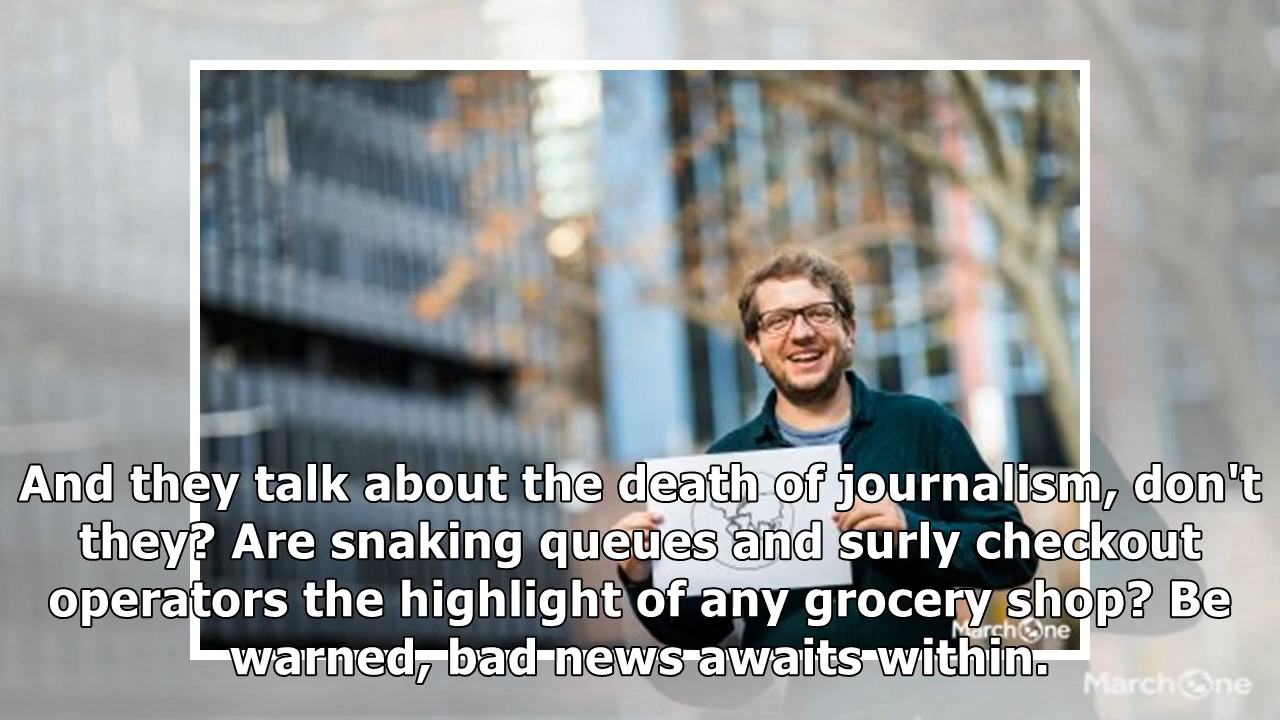 And they talk about the death of journalism, don't
they? Are snaking queues and surly checkout
operators the highlight of any grocery shop? Be
warned, bad news awaits within.
MarchOne
MarchOne